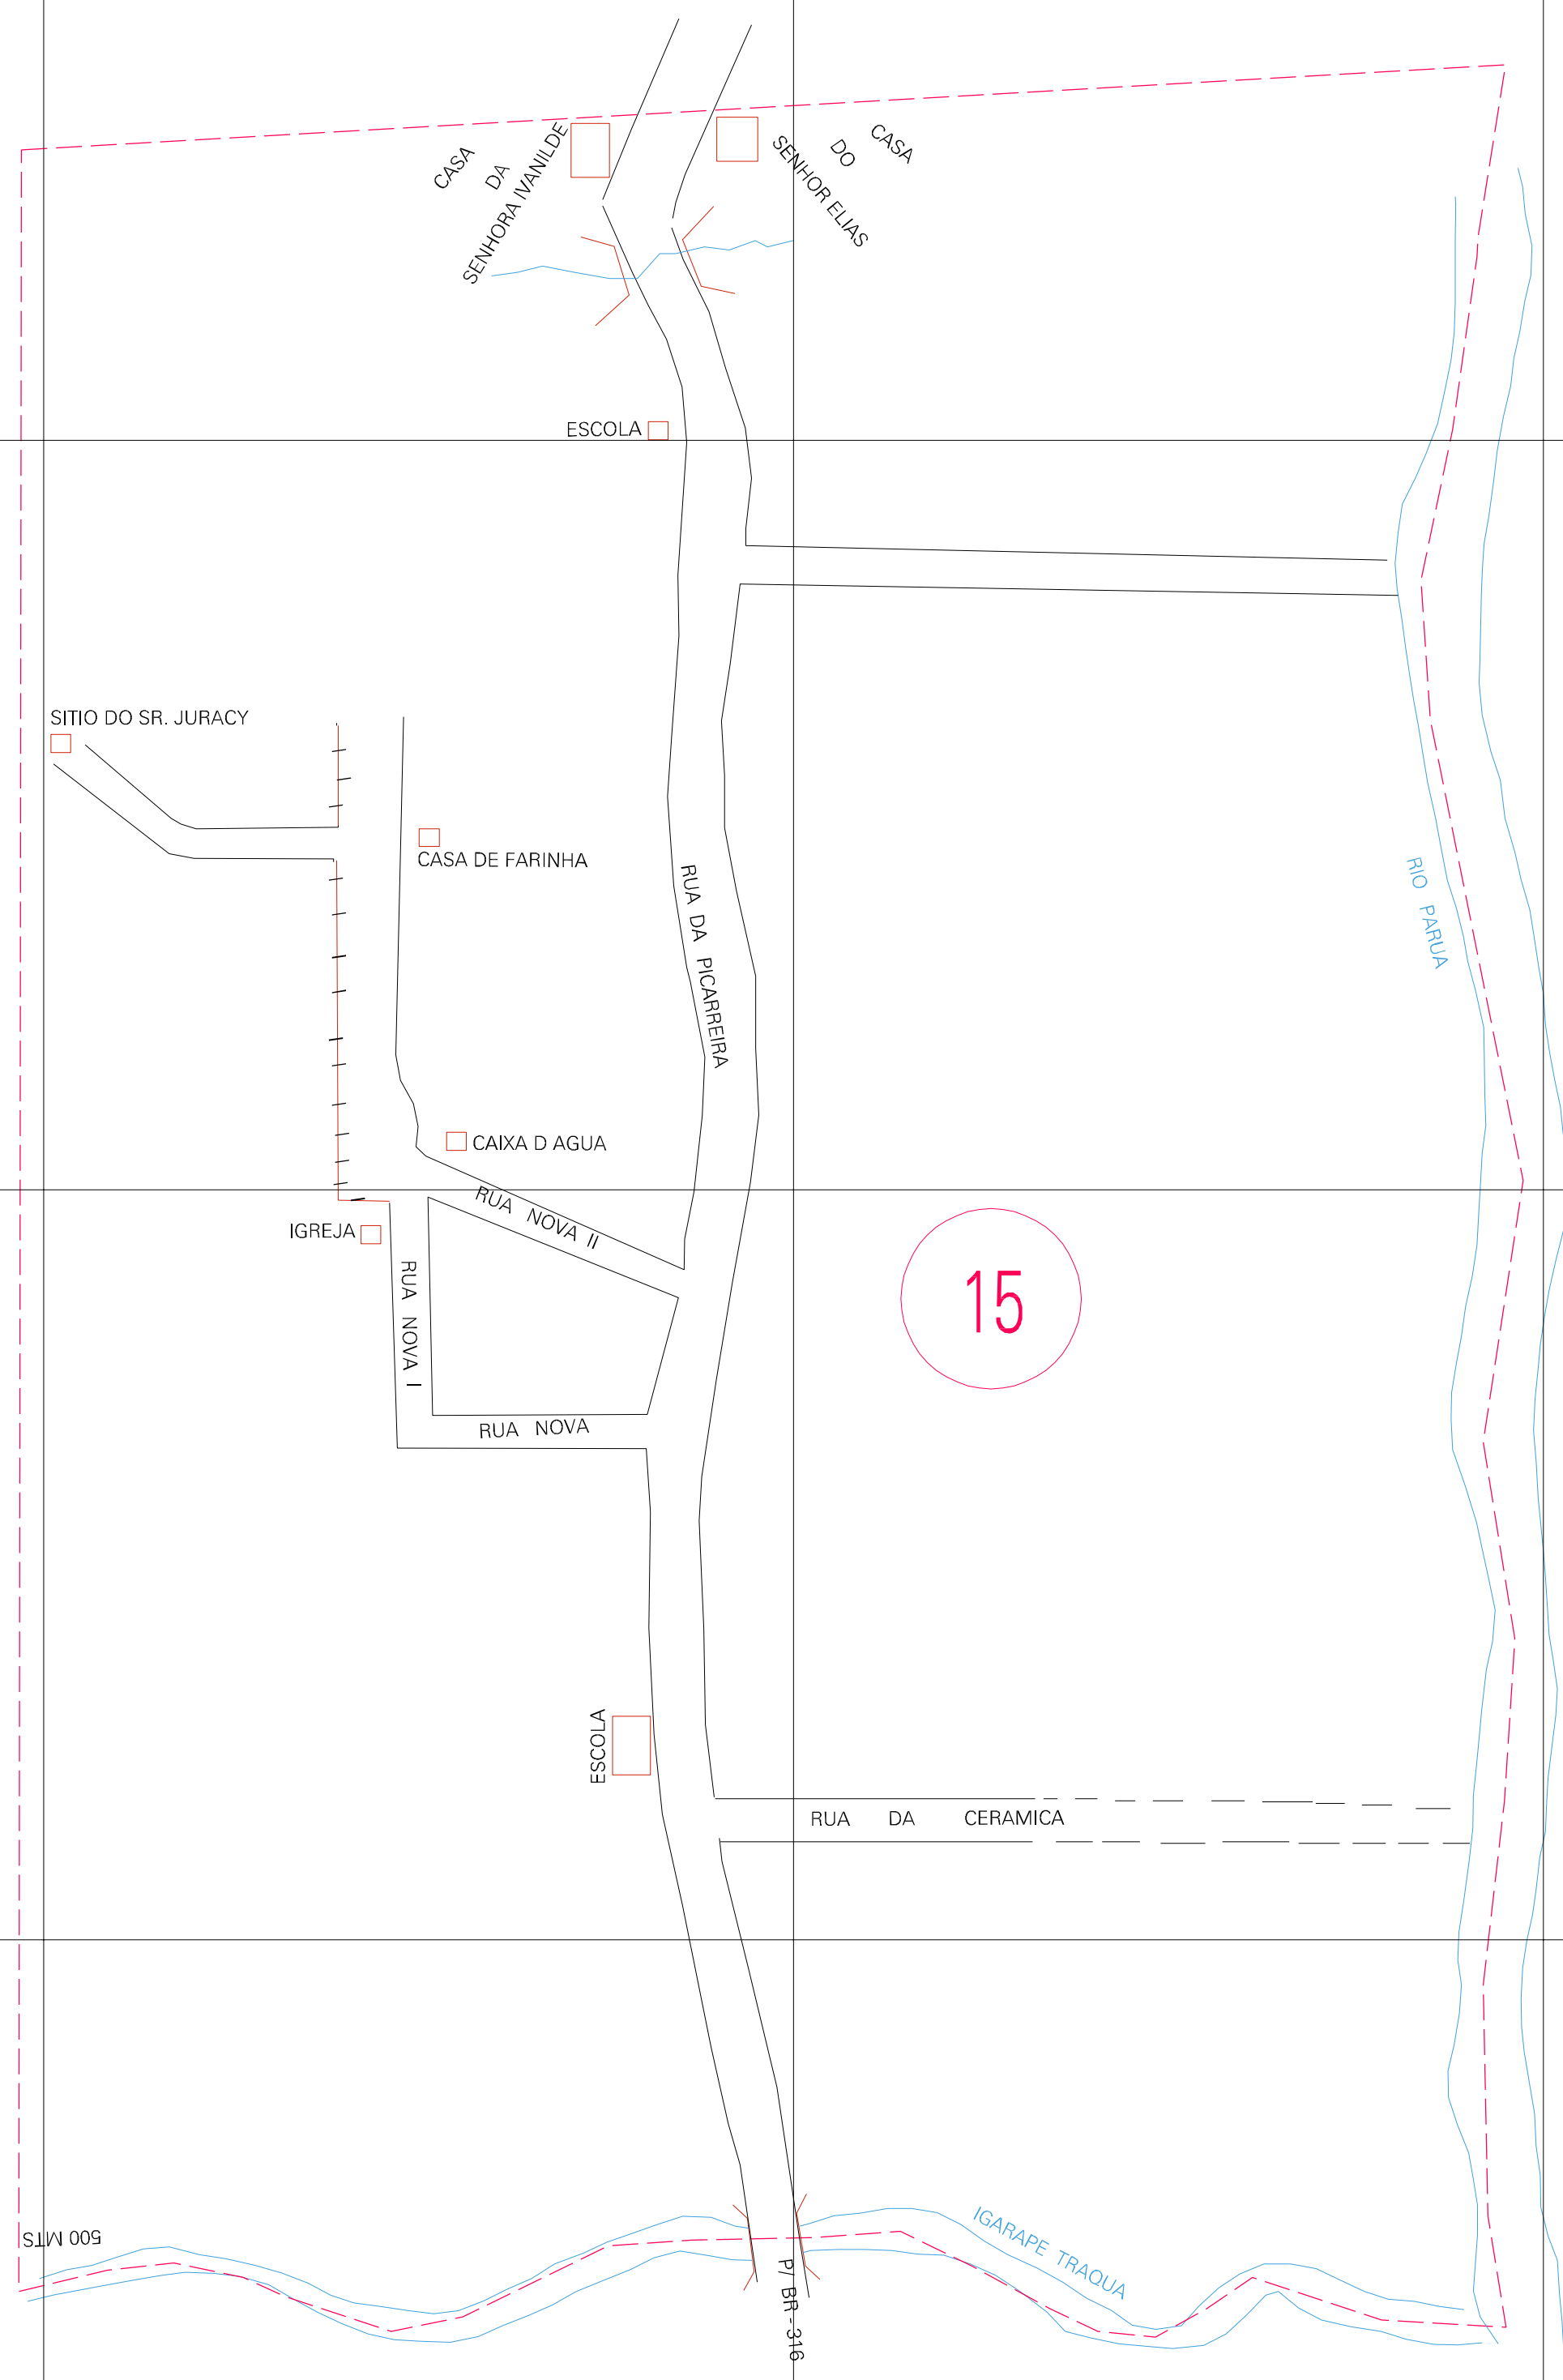 CASA
DA
SENHORA IVANILDE
CASA
DO
SENHOR ELIAS
ESCOLA
SITIO DO SR. JURACY
CASA DE FARINHA
RUA DA PICARREIRA
RIO PARUA
CAIXA D AGUA
RUA NOVA II
IGREJA
RUA NOVA I
15
RUA NOVA
ESCOLA
RUA DA CERAMICA
500 MTS
IGARAPE TRAQUA
P/ BR - 316